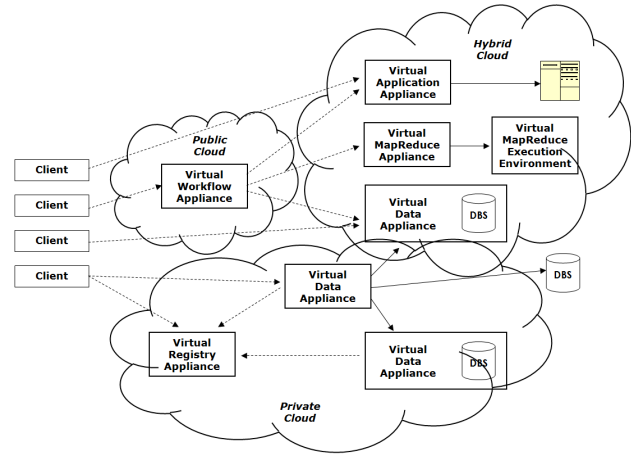 Hybrid
Cloud
Virtual
Application
Appliance
Public
Cloud
Virtual
MapReduce
Appliance
Virtual
MapReduce
Execution
Environment
Client
Virtual
Workflow
Appliance
Client
Virtual
Data
Appliance
DBS
Client
Client
Virtual
Data
Appliance
DBS
Virtual
Registry
Appliance
Virtual
Data
Appliance
DBS
Private
Cloud